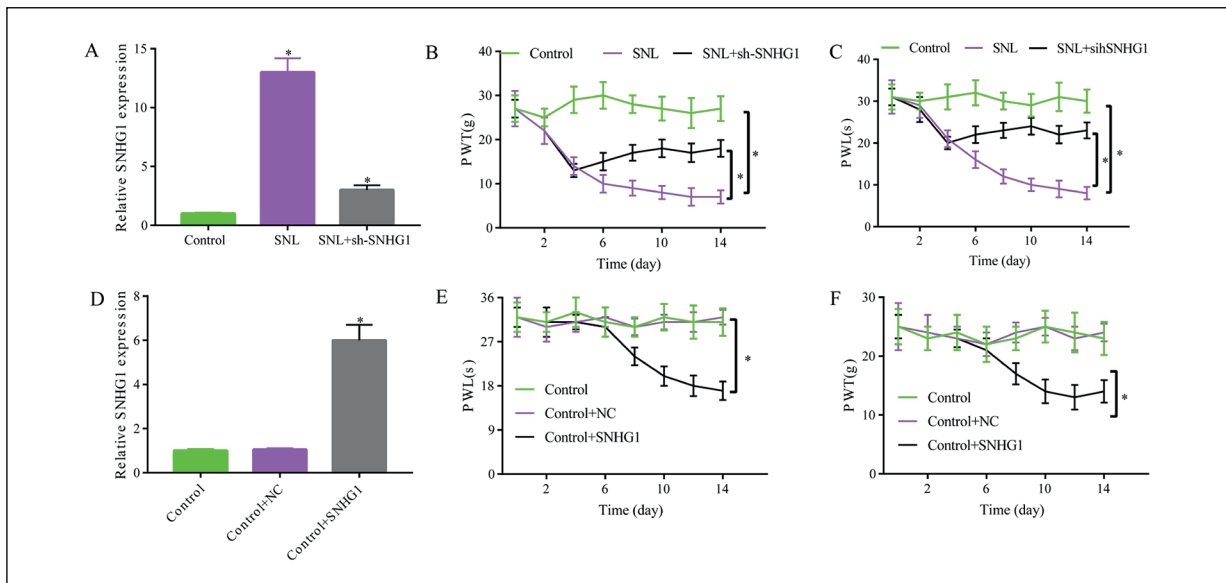 A
Relative SNHG1 expression
15
10
5
0
*
*
Control
SNL
SNL+sh-SNHG1
B
Control
SNL
SNL+sh-SNHG1
PWT(g)
40
30
20
10
0
2
6
10
14
Time (day)
*
*
C
Control
SNL
SNL+sihSNHG1
PWL(s)
40
30
20
10
0
2
6
10
14
Time (day)
*
*
D
Relative SNHG1 expression
8
6
4
2
0
*
Control
Control+NC
Control+SNHG1
E
PWL(s)
36
27
18
9
0
Control
Control+NC
Control+SNHG1
2
6
10
14
Time (day)
*
F
PWT(g)
30
20
10
0
Control
Control+NC
Control+SNHG1
2
6
10
14
Time (day)
*